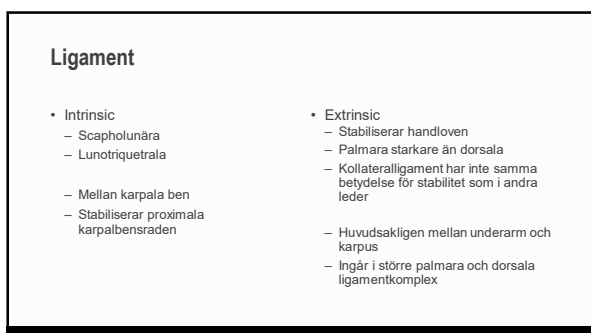 Ligament
• Intrinsic
– Scapholunära
– Lunotriquetrala
– Mellan karpala ben
– Stabiliserar proximala
karpalbensraden
• Extrinsic
– Stabiliserar handloven
– Palmara starkare än dorsala
– Kollateralligament har inte samma
betydelse för stabilitet som i andra
leder
– Huvudsakligen mellan underarm och
karpus
– Ingår i större palmara och dorsala
ligamentkomplex